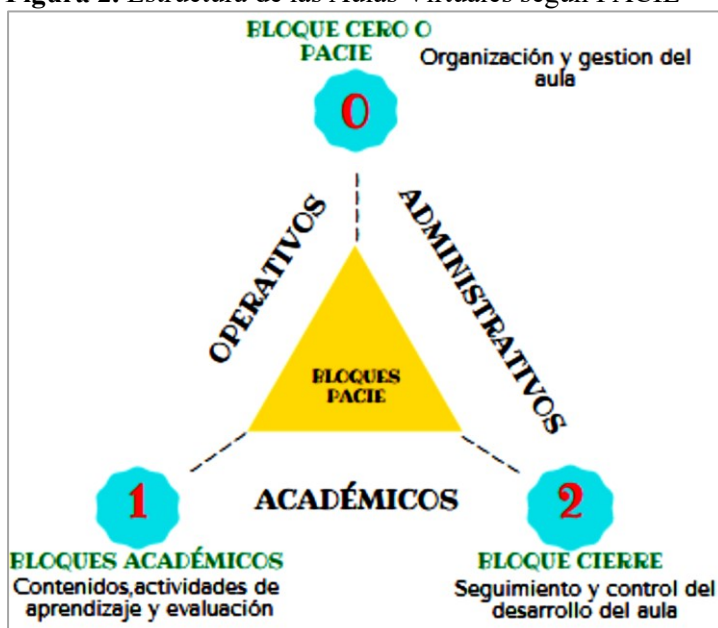 Figura 2. Estructura de las Aulas Virtuales según PACIE
BLOQUE CERO O
PACIE
Organización y gestion del
aula
0
OPERATIVOS
ADMINISTRATIVOS
BLOQUES
PACIE
ACADÉMICOS
1
BLOQUES ACADÉMICOS
Contenidos,actividades de
aprendizaje y evaluación
2
BLOQUE CIERRE
Seguimiento y control del
desarrollo del aula